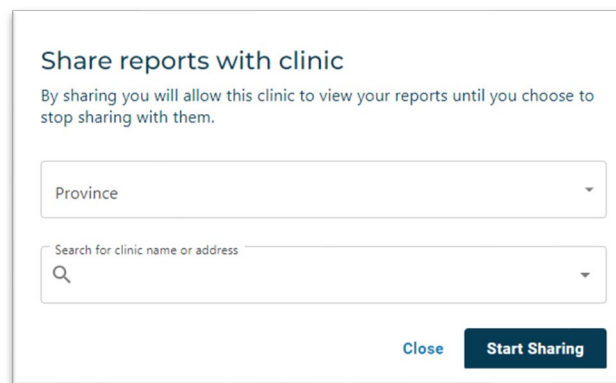 Share reports with clinic
By sharing you will allow this clinic to view your reports until you choose to
stop sharing with them.
Province
Search for clinic name or address
Close Start Sharing